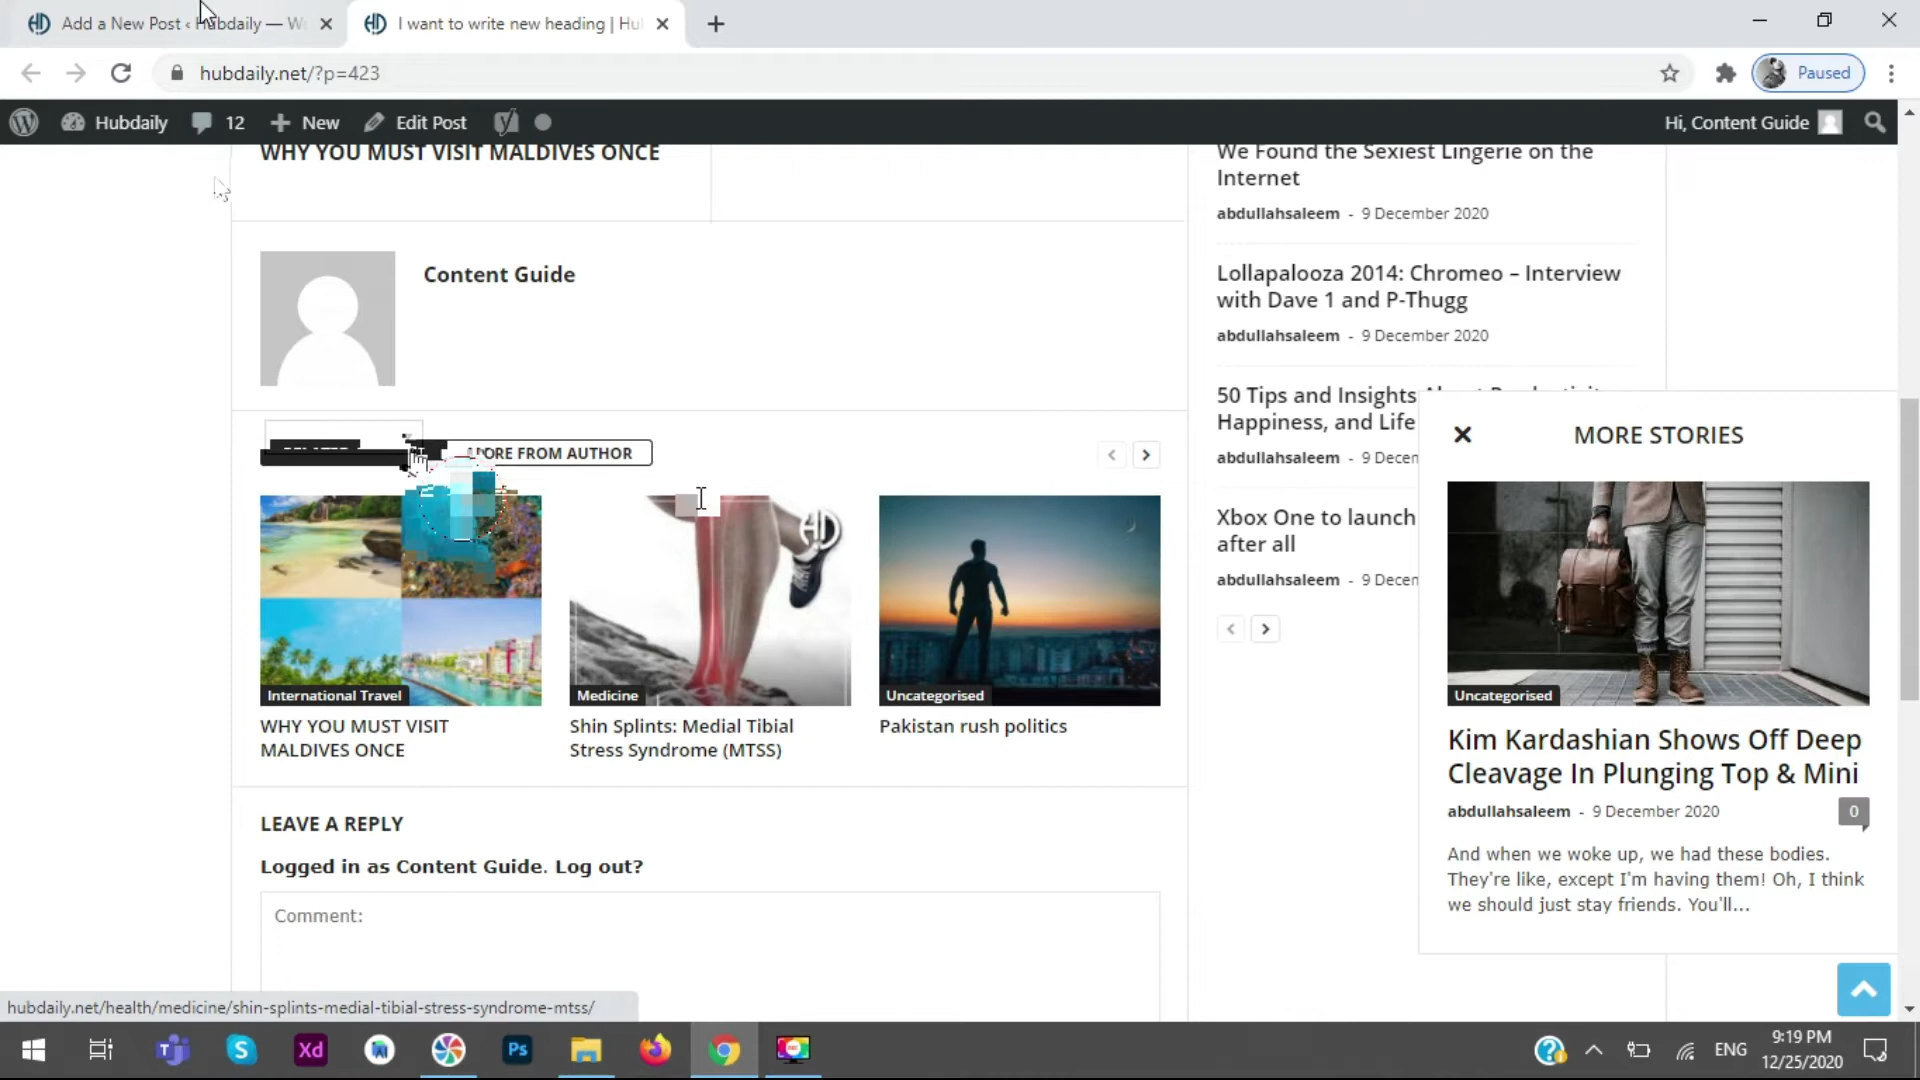 Add a New Post ‹ Hubdaily — W
I want to write new heading | Hu
hubdaily.net/?p=423
Paused
Hubdaily
12
New
Edit Post
Hi, Content Guide
WHY YOU MUST VISIT MALDIVES ONCE
Content Guide
MORE FROM AUTHOR
International Travel
WHY YOU MUST VISIT
MALDIVES ONCE
Medicine
Shin Splints: Medial Tibial
Stress Syndrome (MTSS)
Uncategorised
Pakistan rush politics
LEAVE A REPLY
Logged in as Content Guide. Log out?
Comment:
We Found the Sexiest Lingerie on the
Internet
abdullahsaleem - 9 December 2020
Lollapalooza 2014: Chromeo – Interview
with Dave 1 and P-Thugg
abdullahsaleem - 9 December 2020
50 Tips and Insights About Productivity
Happiness, and Life
abdullahsaleem - 9 Decem
Xbox One to launch
after all
abdullahsaleem - 9 Decem
MORE STORIES
Uncategorised
Kim Kardashian Shows Off Deep
Cleavage In Plunging Top & Mini
abdullahsaleem - 9 December 2020
0
And when we woke up, we had these bodies.
They're like, except I'm having them! Oh, I think
we should just stay friends. You'll...
hubdaily.net/health/medicine/shin-splints-medial-tibial-stress-syndrome-mtss/
Xd
Ps
ENG
9:19 PM
12/25/2020